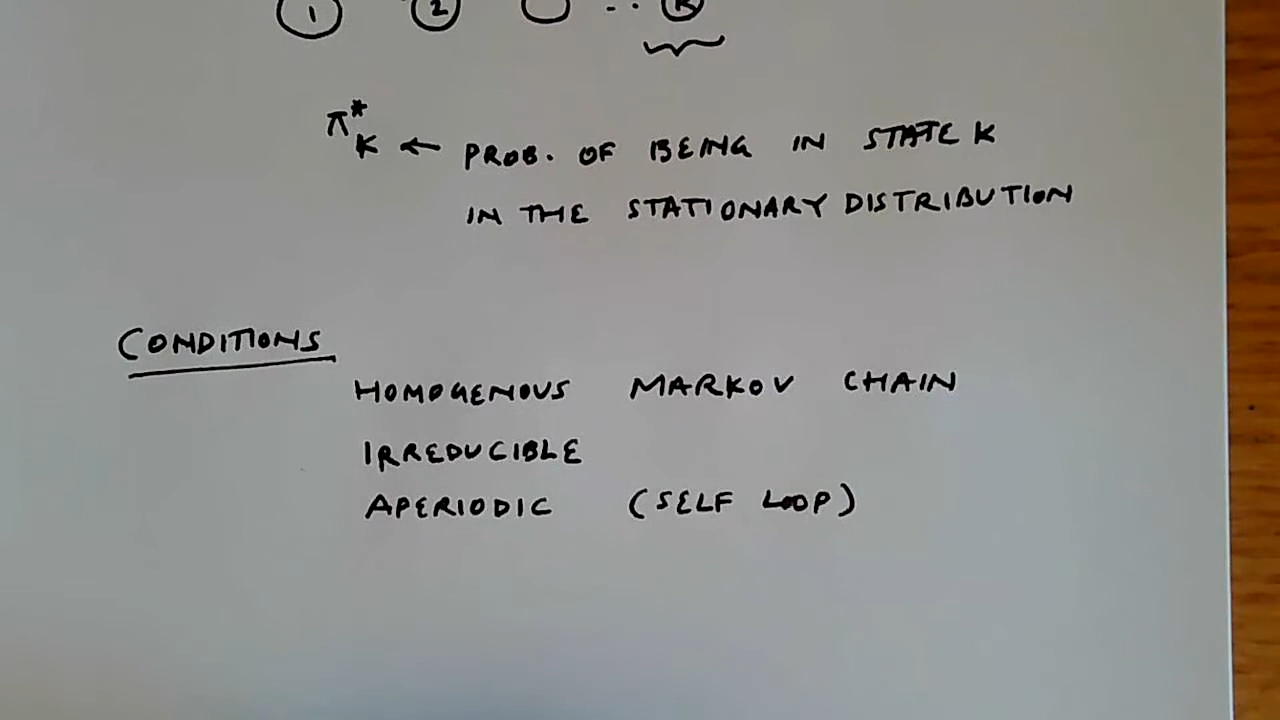 1 2 .. K
π*K ← PROB. OF BEING IN STATE K
IN THE STATIONARY DISTRIBUTION
CONDITIONS
HOMOGENOUS MARKOV CHAIN
IRREDUCIBLE
APERIODIC (SELF LOOP)